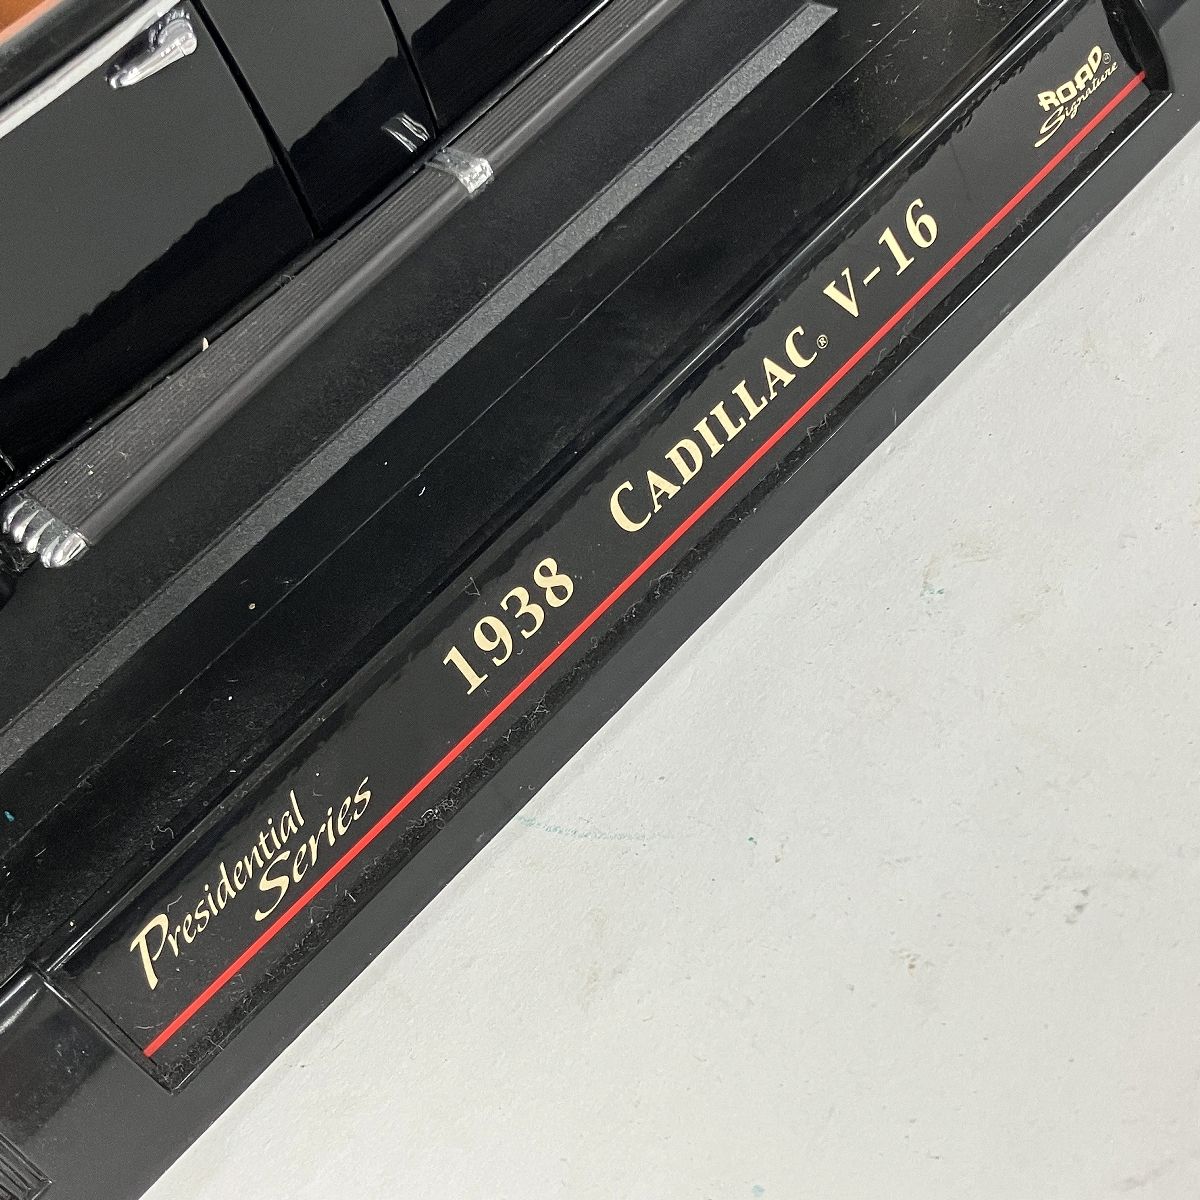 Presidential
Series
1938 CADILLAC® V-16
ROAD®
Signature